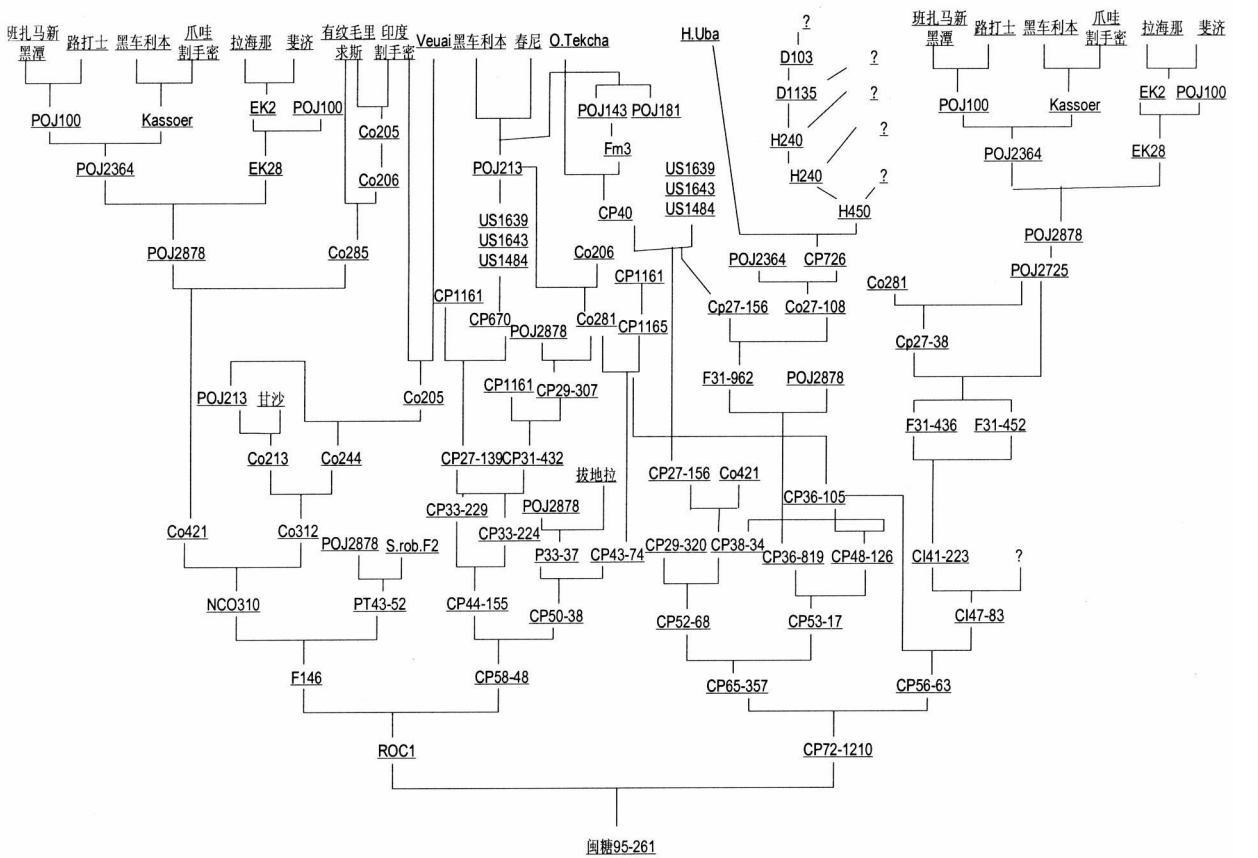 班扎马新
黑潭
路打士
黑车利本
爪哇
割手密
拉海那
斐济
有纹毛里
求斯
印度
割手密
Veuai
黑车利本
春尼
O.Tekcha
H.Uba
?
班扎马新
黑潭
路打士
黑车利本
爪哇
割手密
拉海那
斐济
D103
?
D1135
?
POJ100
Kassoer
EK2
POJ100
Co205
POJ143
POJ181
H240
?
POJ100
Kassoer
EK2
POJ100
POJ2364
EK28
Co206
POJ213
Fm3
US1639
US1643
US1484
H240
?
POJ2364
EK28
CP40
H450
US1639
US1643
US1484
POJ2878
Co285
Co206
POJ2364
CP726
POJ2878
POJ2725
CP1161
CP670
POJ2878
Co281
CP1161
CP1165
Cp27-156
Co27-108
Co281
Cp27-38
POJ213
甘沙
Co205
CP1161
CP29-307
F31-962
POJ2878
F31-436
F31-452
Co213
Co244
CP27-139
CP31-432
拔地拉
CP27-156
Co421
CP36-105
Co421
Co312
CP33-229
CP33-224
POJ2878
POJ2878
S.rob.F2
P33-37
CP43-74
CP29-320
CP38-34
CP36-819
CP48-126
CI41-223
?
NCO310
PT43-52
CP44-155
CP50-38
CP52-68
CP53-17
CI47-83
F146
CP58-48
CP65-357
CP56-63
ROC1
CP72-1210
闽糖95-261